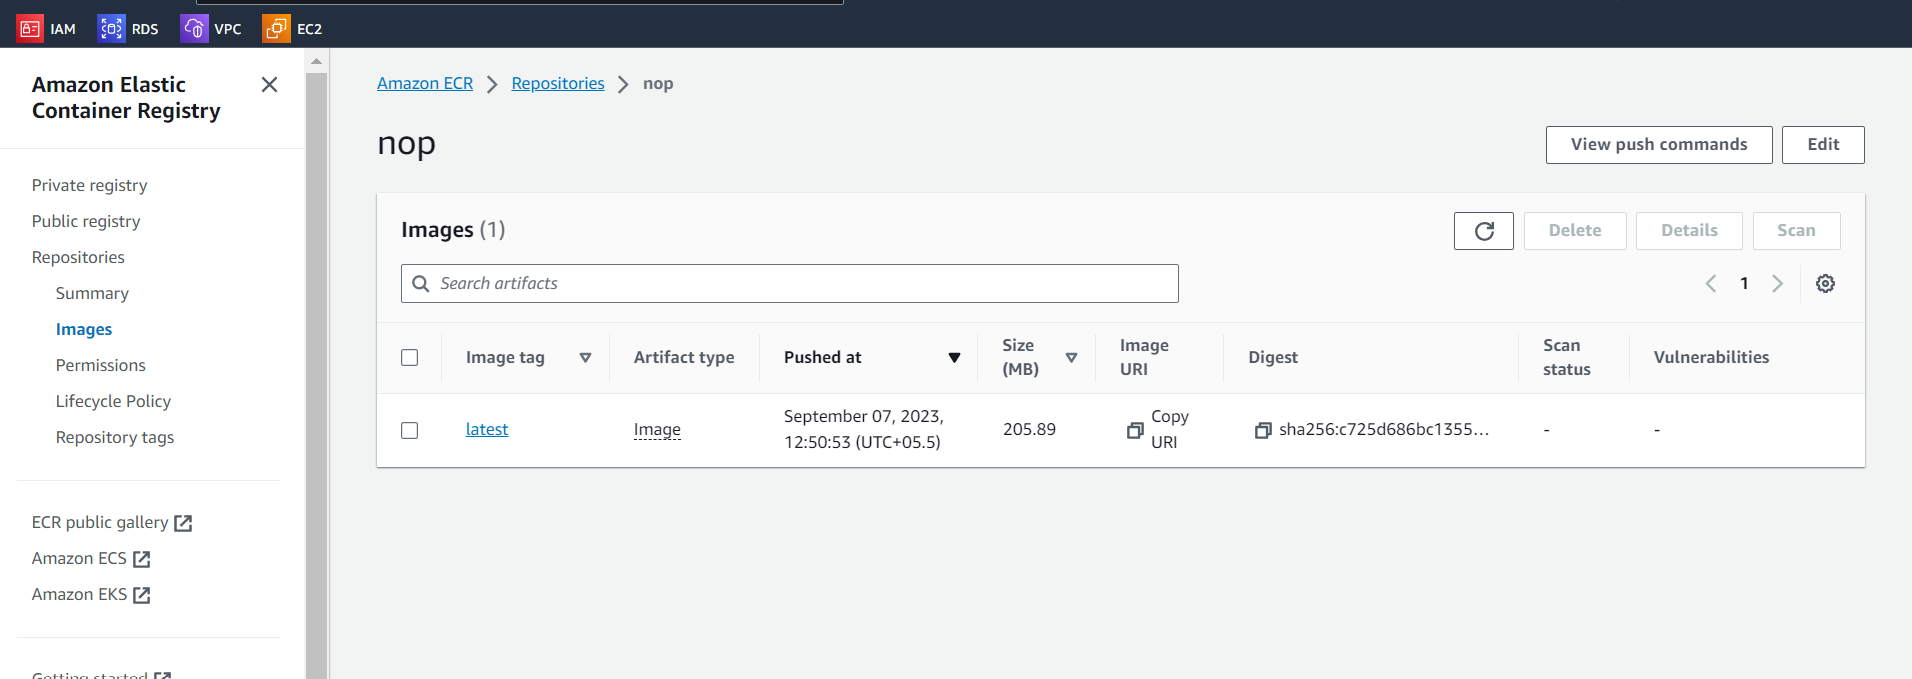 IAM RDS VPC EC2
Amazon Elastic
Container Registry
Private registry
Public registry
Repositories
Summary
Images
Permissions
Lifecycle Policy
Repository tags
ECR public gallery
Amazon ECS
Amazon EKS
Getting started
Amazon ECR > Repositories > nop
nop
View push commands
Edit
Images (1)
Delete
Details
Scan
Search artifacts
1
Image tag
Artifact type
Pushed at
Size
(MB)
Image
URI
Digest
Scan
status
Vulnerabilities
latest
Image
September 07, 2023,
12:50:53 (UTC+05.5)
205.89
Copy
URI
sha256:c725d686bc1355...
-
-